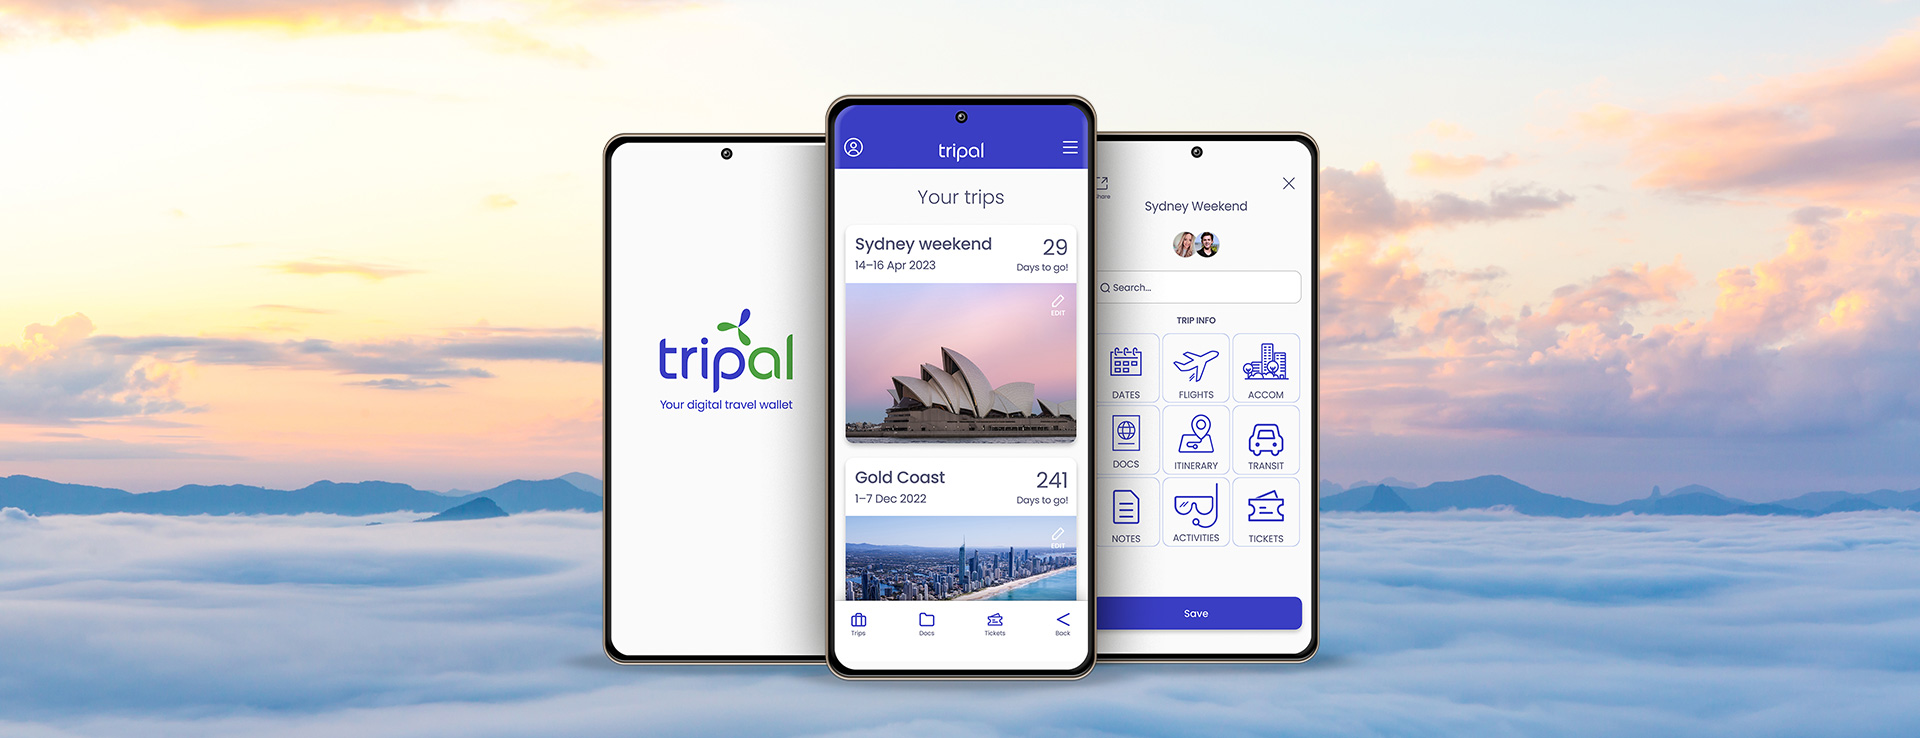 tripal
Your digital travel wallet
tripal
Your trips
Sydney weekend
29
14–16 Apr 2023
Days to go!
EDIT
Gold Coast
241
1–7 Dec 2022
Days to go!
EDIT
Trips
Docs
Tickets
Back
Sydney Weekend
Search...
TRIP INFO
DATES
FLIGHTS
ACCOM
DOCS
ITINERARY
TRANSIT
NOTES
ACTIVITIES
TICKETS
Save